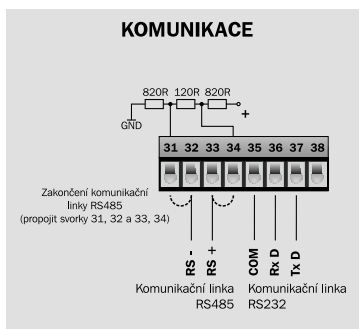 KOMUNIKACE
820R 120R 820R
+
GND
31 32 33 34 35 36 37 38
Zakončení komunikační
linky RS485
(propojit svorky 31, 32 a 33, 34)
RS -
RS +
COM
Rx D
Tx D
Komunikační linka
RS485
Komunikační linka
RS232